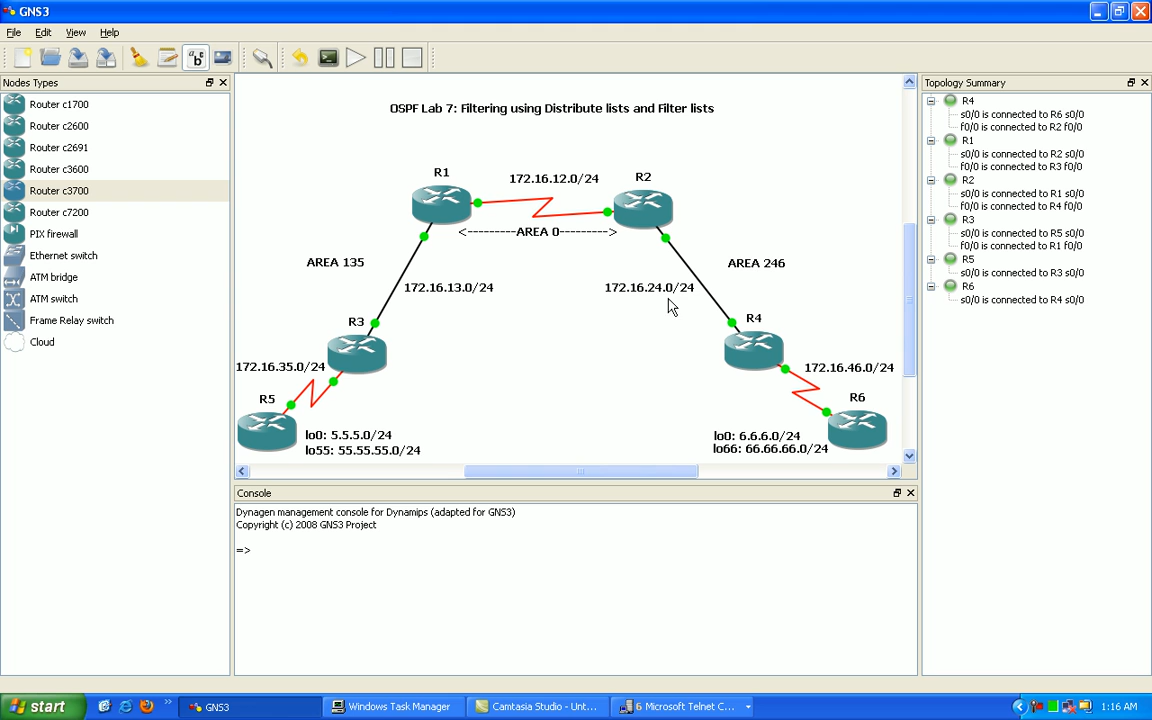 GNS3
File Edit View Help
Nodes Types
Router c1700
Router c2600
Router c2691
Router c3600
Router c3700
Router c7200
PIX firewall
Ethernet switch
ATM bridge
ATM switch
Frame Relay switch
Cloud
OSPF Lab 7: Filtering using Distribute lists and Filter lists
R1
172.16.12.0/24
R2
<---------AREA 0--------->
AREA 135
AREA 246
172.16.13.0/24
172.16.24.0/24
R3
R4
172.16.35.0/24
172.16.46.0/24
R5
R6
lo0: 5.5.5.0/24
lo55: 55.55.55.0/24
lo0: 6.6.6.0/24
lo66: 66.66.66.0/24
Console
Dynagen management console for Dynamips (adapted for GNS3)
Copyright (c) 2008 GNS3 Project
=>
Topology Summary
R4
s0/0 is connected to R6 s0/0
f0/0 is connected to R2 f0/0
R1
s0/0 is connected to R2 s0/0
f0/0 is connected to R3 f0/0
R2
s0/0 is connected to R1 s0/0
f0/0 is connected to R4 f0/0
R3
s0/0 is connected to R5 s0/0
f0/0 is connected to R1 f0/0
R5
s0/0 is connected to R3 s0/0
R6
s0/0 is connected to R4 s0/0
start
GNS3
Windows Task Manager
Camtasia Studio - Unt...
6 Microsoft Telnet C...
1:16 AM